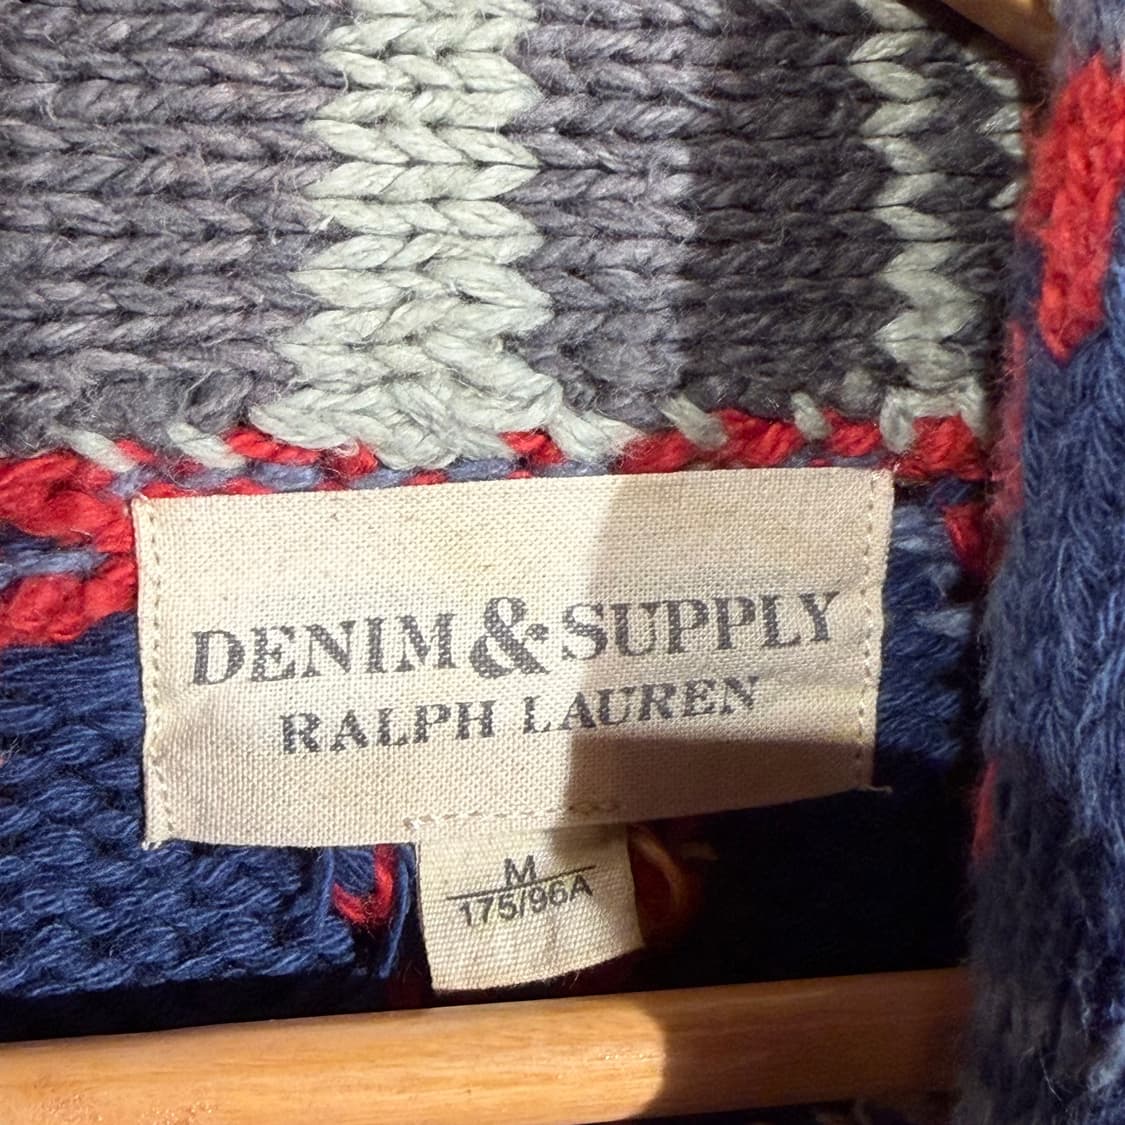 DENIM & SUPPLY
RALPH LAUREN
M
175/96A